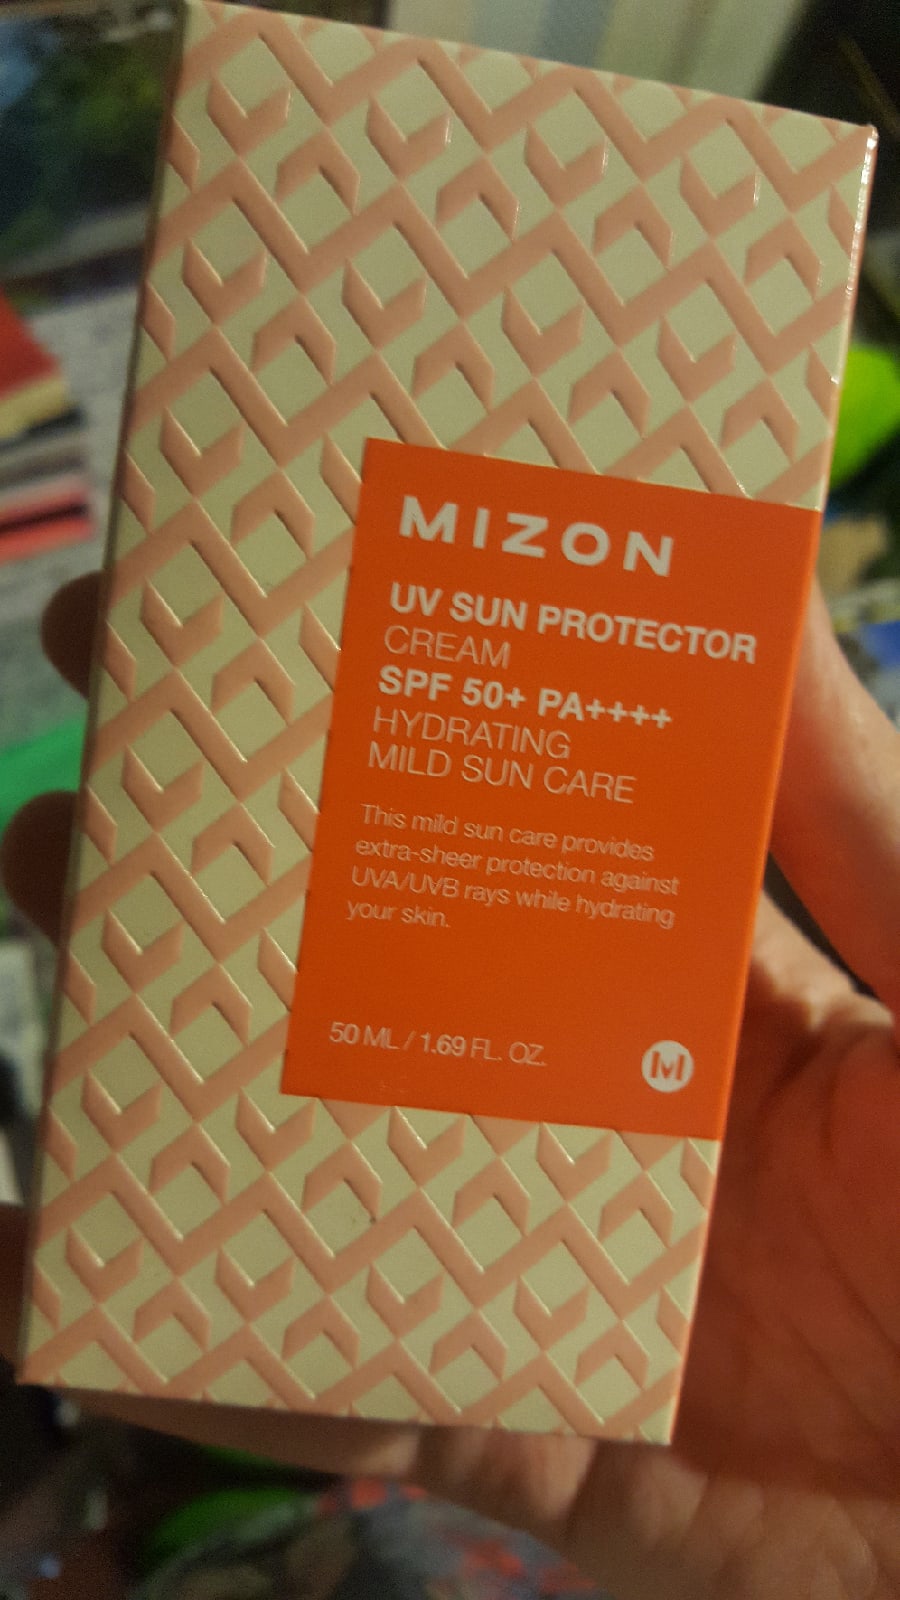 MIZON
UV SUN PROTECTOR
CREAM
SPF 50+ PA++++
HYDRATING
MILD SUN CARE
This mild sun care provides
extra-sheer protection against
UVA/UVB rays while hydrating
your skin.
50 ML / 1.69 FL. OZ.
M